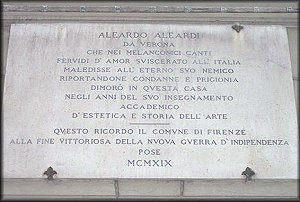 ALEARDO ALEARDI
DA VERONA
CHE NEI MELANCONICI CANTI
FERVIDI D'AMOR SVISCERATO ALL'ITALIA
MALEDISSE ALL'ETERNO SVO NEMICO
RIPORTANDONE CONDANNE E PRIGIONIA
DIMORÒ IN QVESTA CASA
NEGLI ANNI DEL SVO INSEGNAMENTO
ACCADEMICO
D'ESTETICA E STORIA DELL'ARTE
QVESTO RICORDO IL COMVNE DI FIRENZE
ALLA FINE VITTORIOSA DELLA NVOVA GVERRA D'INDIPENDENZA
POSE
MCMXIX